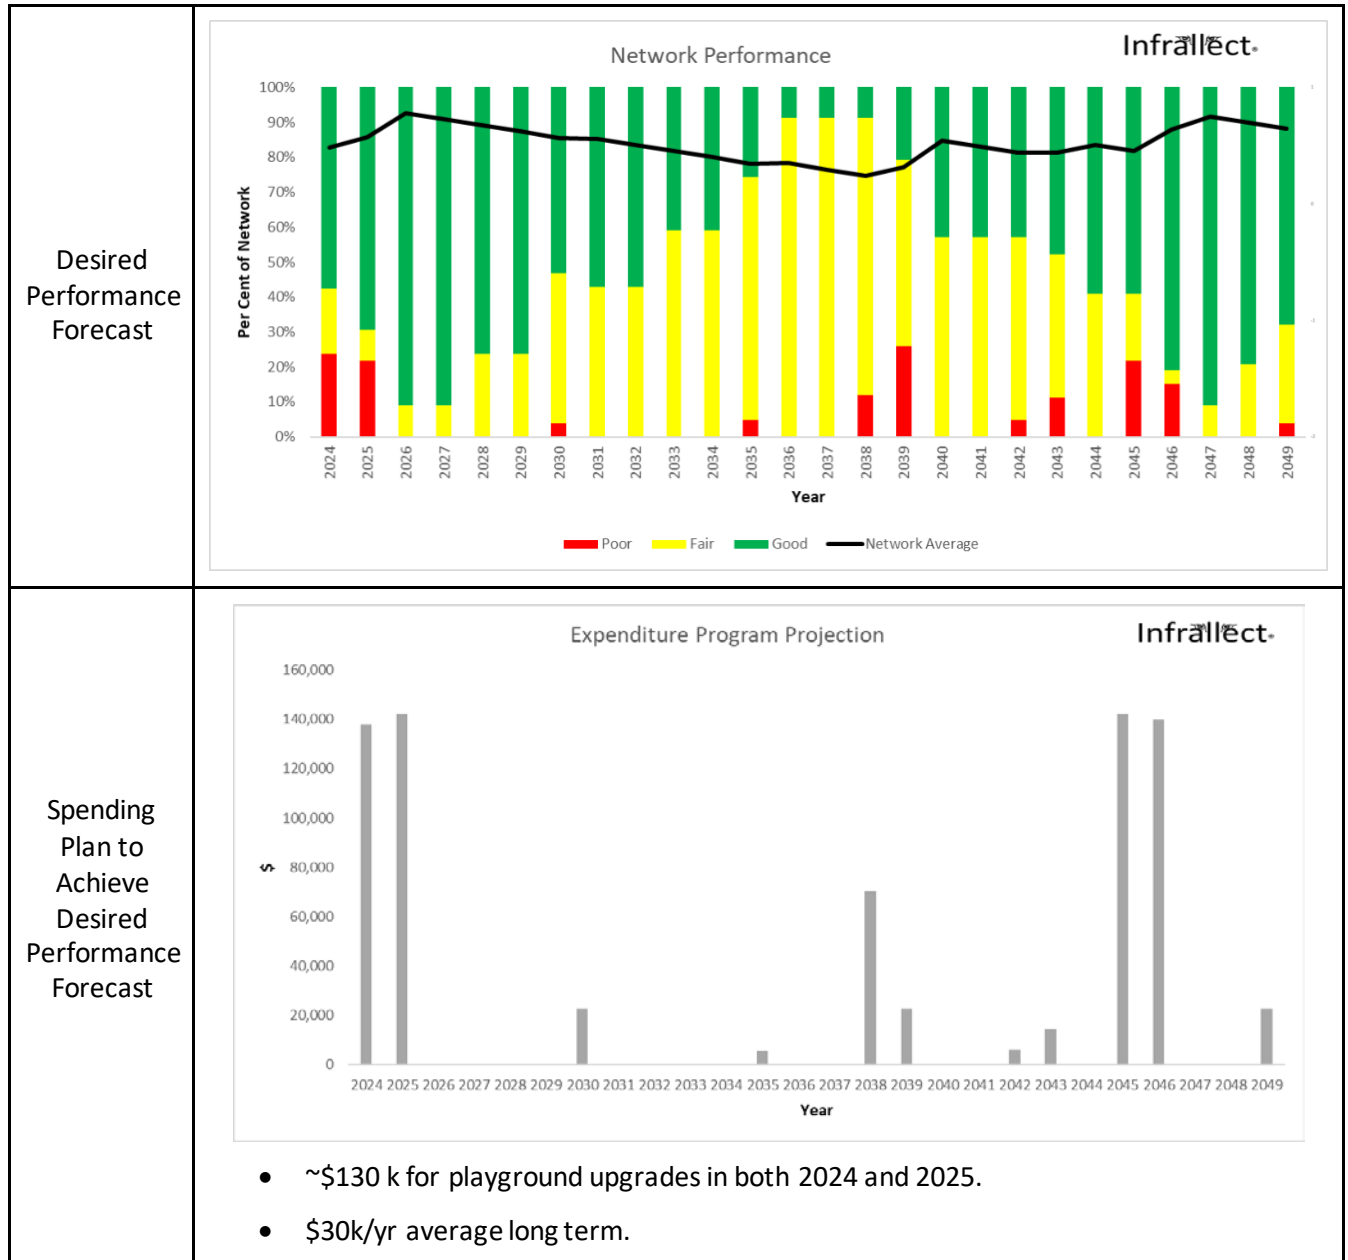 Desired
Performance
Forecast
Network Performance
Infrallect
100%
90%
80%
70%
60%
50%
40%
30%
20%
10%
0%
Per Cent of Network
1
0
-1
-2
2024 2025 2026 2027 2028 2029 2030 2031 2032 2033 2034 2035 2036 2037 2038 2039 2040 2041 2042 2043 2044 2045 2046 2047 2048 2049
Year
Poor Fair Good Network Average
Spending
Plan to
Achieve
Desired
Performance
Forecast
Expenditure Program Projection
Infrallect
160,000
140,000
120,000
100,000
80,000
60,000
40,000
20,000
0
$
2024 2025 2026 2027 2028 2029 2030 2031 2032 2033 2034 2035 2036 2037 2038 2039 2040 2041 2042 2043 2044 2045 2046 2047 2048 2049
Year
• ~$130 k for playground upgrades in both 2024 and 2025.
• $30k/yr average long term.